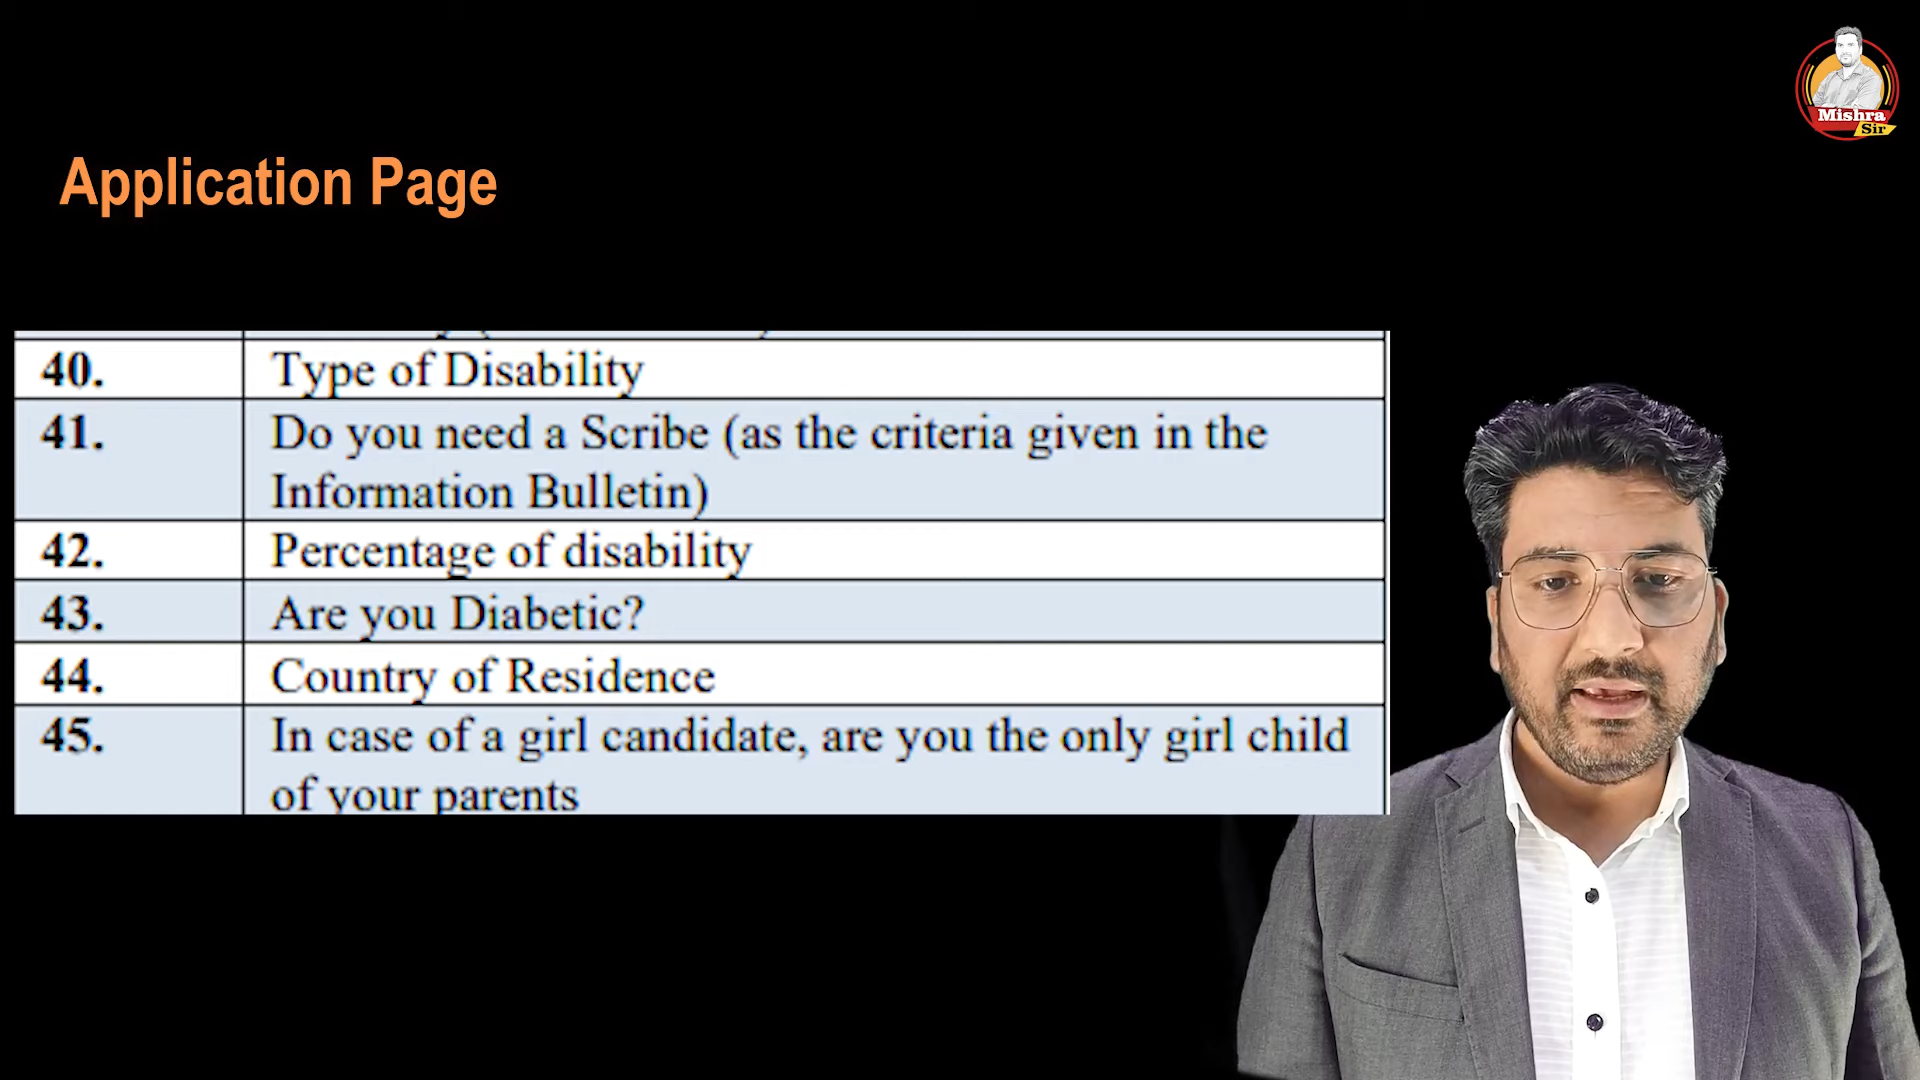 Mishra
Sir
Application Page
40. Type of Disability
41. Do you need a Scribe (as the criteria given in the
Information Bulletin)
42. Percentage of disability
43. Are you Diabetic?
44. Country of Residence
45. In case of a girl candidate, are you the only girl child
of your parents